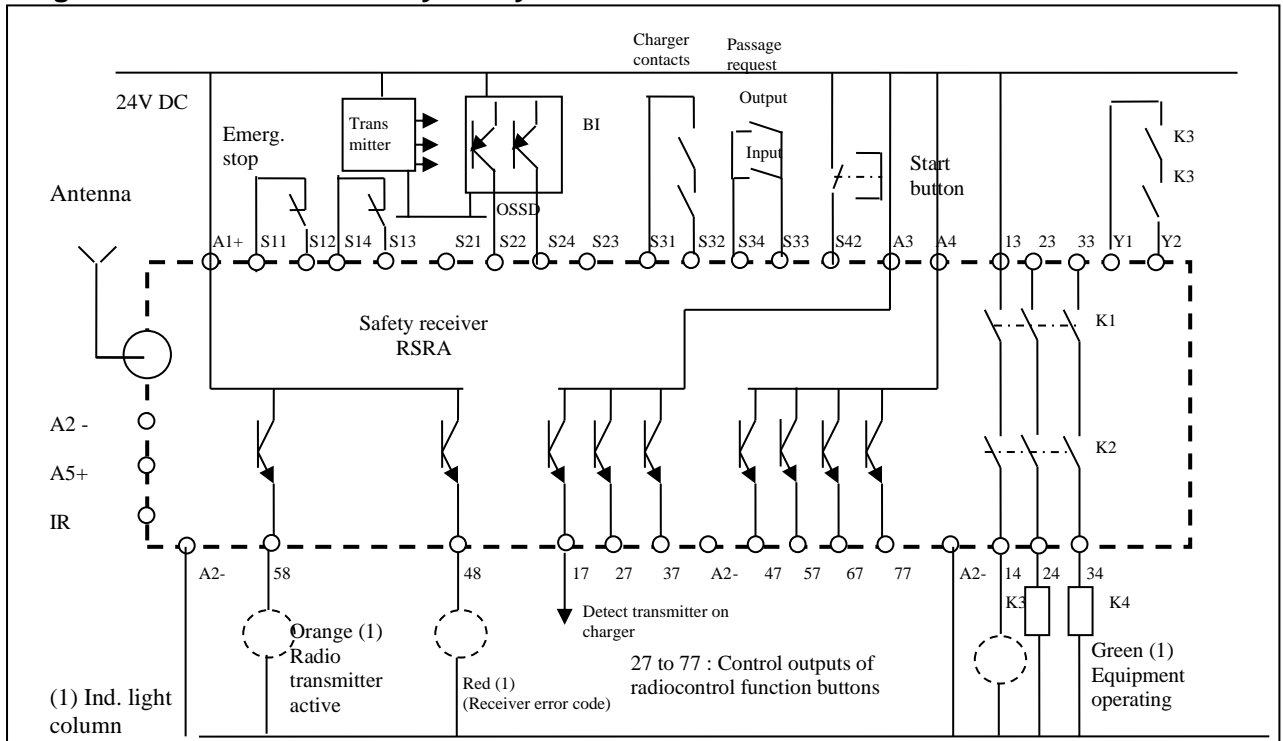 Charger
contacts
Passage
request
24V DC
Trans
mitter
BI
Output
Input
Emerg.
stop
Start
button
K3
K3
Antenna
OSSD
A1+ S11 S12 S14 S13 S21 S22 S24 S23 S31 S32 S34 S33 S42 A3 A4 13 23 33 Y1 Y2
Safety receiver
RSRA
K1
K2
A2 -
A5+
IR
A2- 58 48 17 27 37 A2- 47 57 67 77 A2- 14 24 34
K3 K4
Detect transmitter on
charger
Orange (1)
Radio
transmitter
active
Red (1)
(Receiver error code)
27 to 77 : Control outputs of
radiocontrol function buttons
Green (1)
Equipment
operating
(1) Ind. light
column